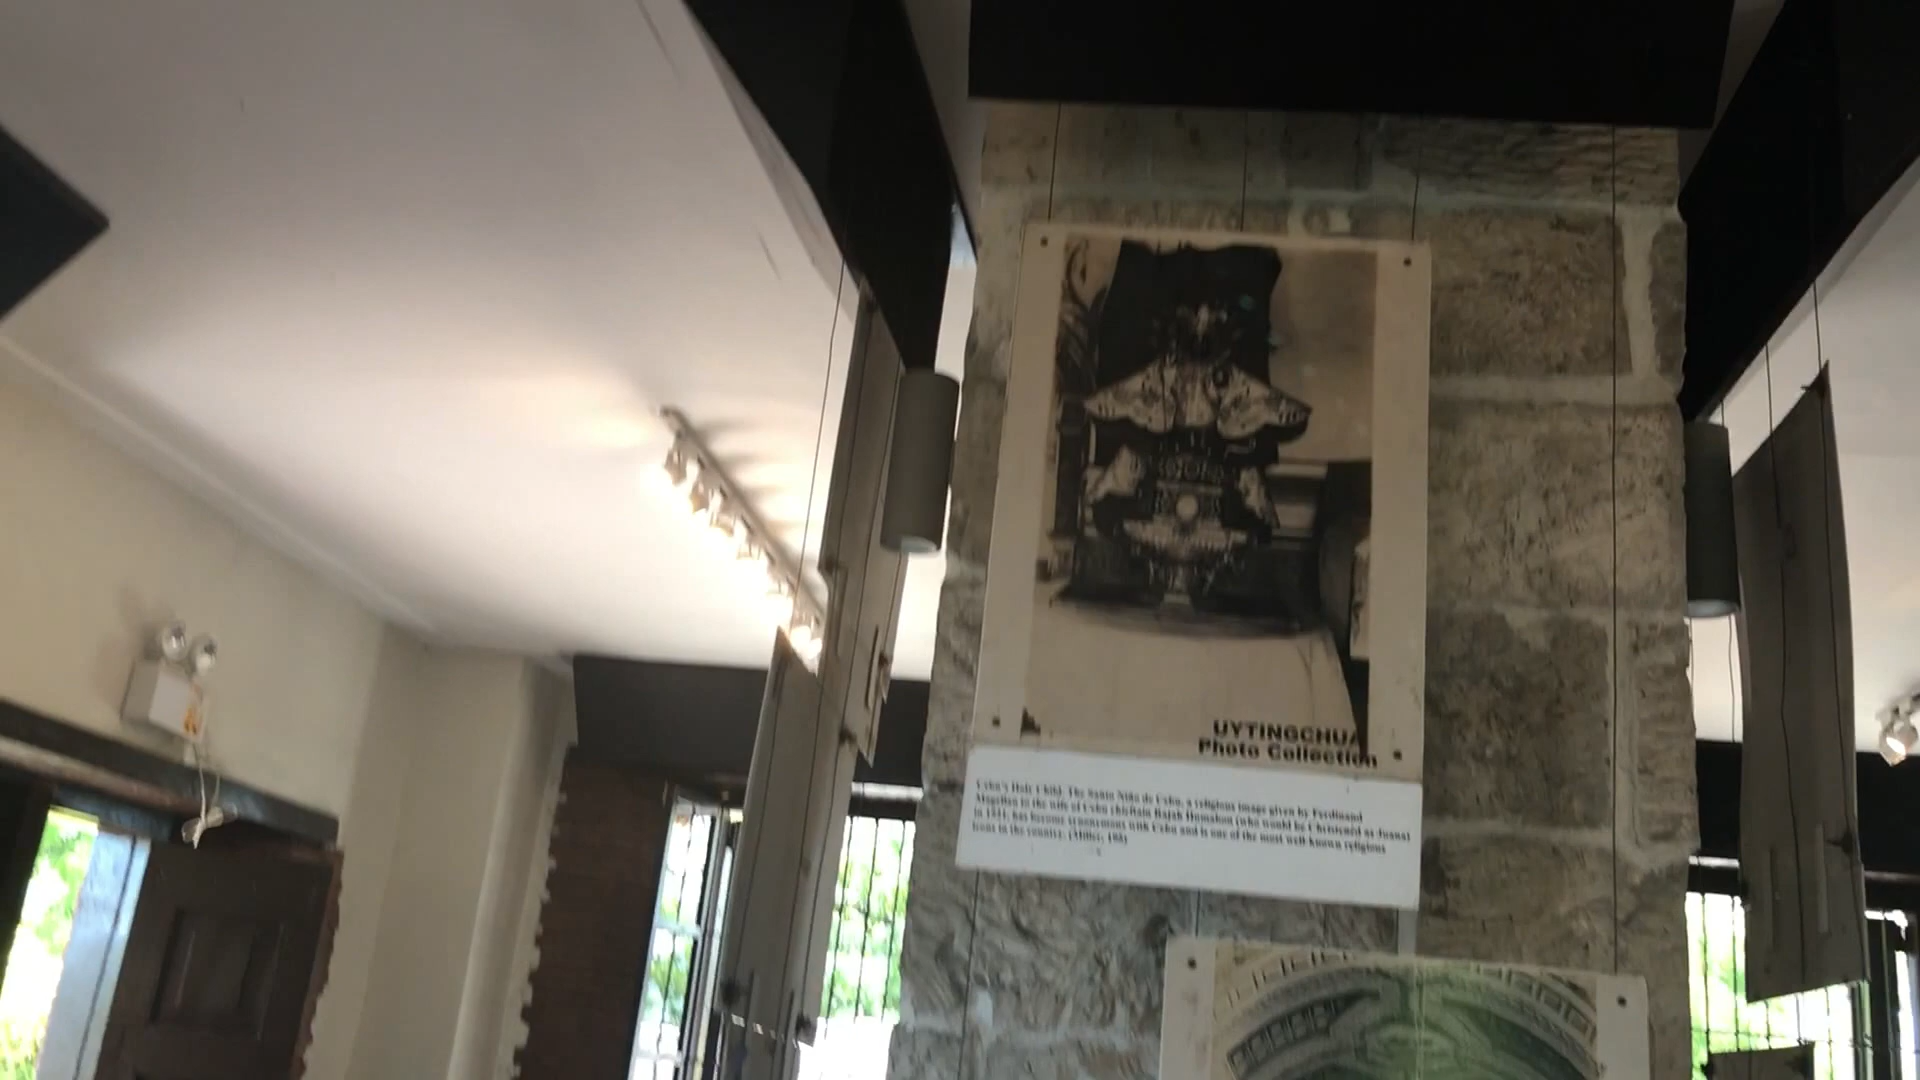 UYTINGCHUA
Photo Collection
Cebu's Holy Child. The Santo Niño de Cebu, a religious image given by Ferdinand
Magellan to the wife of Cebu chieftain Rajah Humabon (who would be Christened as Juana)
in 1521, has become synonymous with Cebu and is one of the most well-known religious
icons in the country. (Miller,